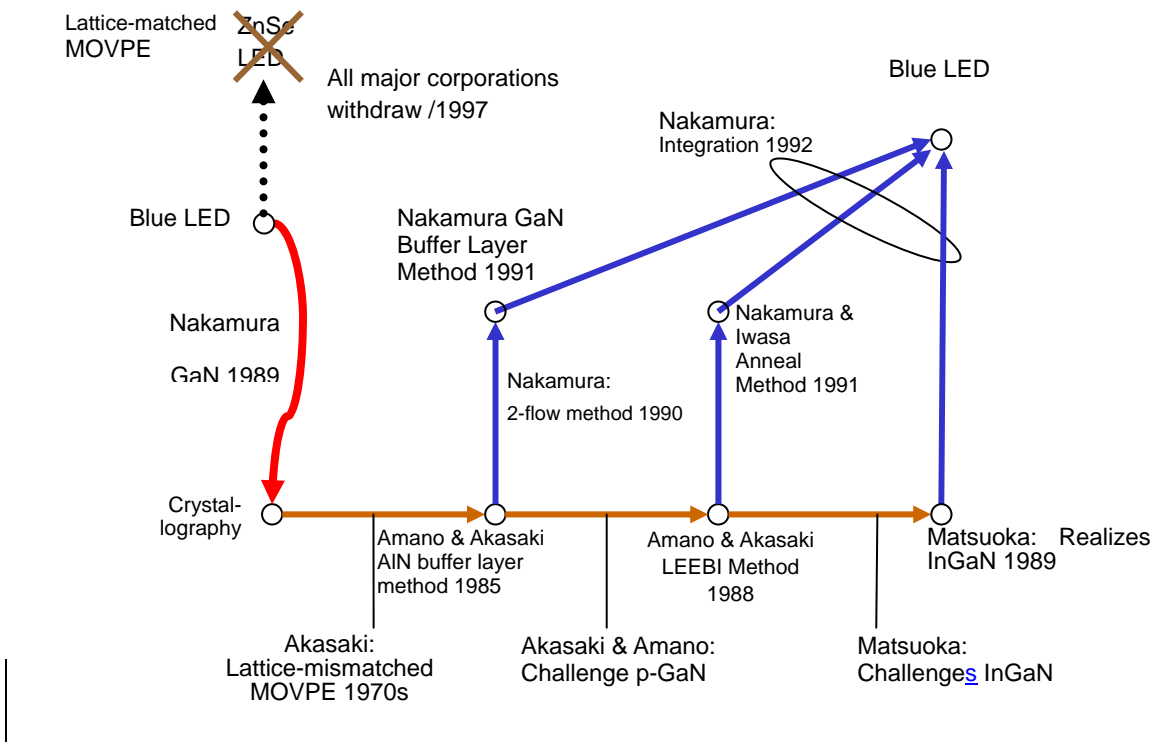 Lattice-matched
MOVPE
ZnSe
LED
All major corporations
withdraw /1997
Blue LED
Nakamura:
Integration 1992
Blue LED
Nakamura GaN
Buffer Layer
Method 1991
Nakamura
GaN 1989
Nakamura &
Iwasa
Anneal
Method 1991
Nakamura:
2-flow method 1990
Crystal-
lography
Amano & Akasaki
AlN buffer layer
method 1985
Amano & Akasaki
LEEBI Method
1988
Matsuoka: Realizes
InGaN 1989
Akasaki:
Lattice-mismatched
MOVPE 1970s
Akasaki & Amano:
Challenge p-GaN
Matsuoka:
Challenges InGaN